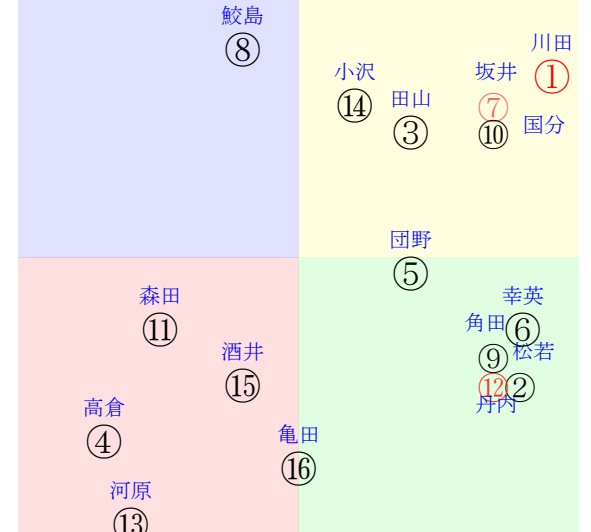 鮫島
⑧
川田
①
小沢
⑭
坂井
⑦
田山
③
⑩
国分
団野
⑤
森田
⑪
幸英
⑥
角田
⑨
松若
酒井
⑮
⑫
②
丹内
高倉
④
亀田
⑯
河原
⑬